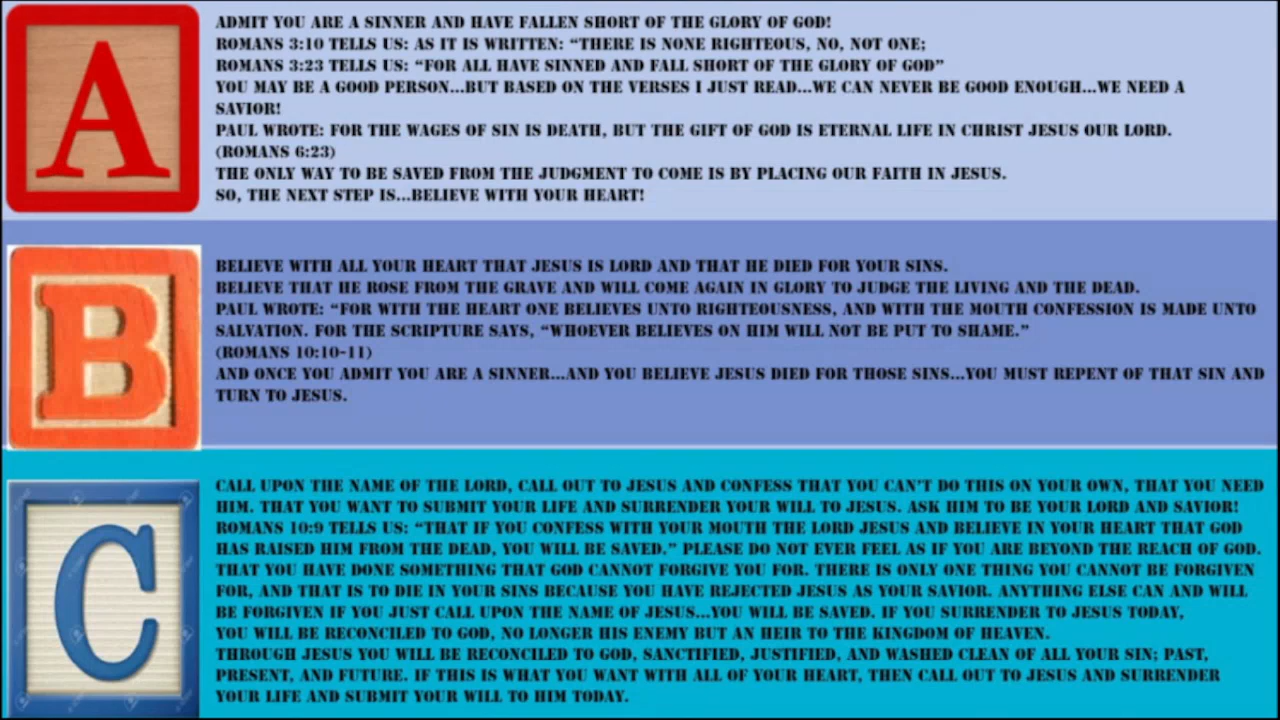 A
ADMIT YOU ARE A SINNER AND HAVE FALLEN SHORT OF THE GLORY OF GOD!
ROMANS 3:10 TELLS US: AS IT IS WRITTEN: “THERE IS NONE RIGHTEOUS, NO, NOT ONE;
ROMANS 3:23 TELLS US: “FOR ALL HAVE SINNED AND FALL SHORT OF THE GLORY OF GOD”
YOU MAY BE A GOOD PERSON...BUT BASED ON THE VERSES I JUST READ...WE CAN NEVER BE GOOD ENOUGH...WE NEED A
SAVIOR!
PAUL WROTE: FOR THE WAGES OF SIN IS DEATH, BUT THE GIFT OF GOD IS ETERNAL LIFE IN CHRIST JESUS OUR LORD.
(ROMANS 6:23)
THE ONLY WAY TO BE SAVED FROM THE JUDGMENT TO COME IS BY PLACING OUR FAITH IN JESUS.
SO, THE NEXT STEP IS...BELIEVE WITH YOUR HEART!
B
BELIEVE WITH ALL YOUR HEART THAT JESUS IS LORD AND THAT HE DIED FOR YOUR SINS.
BELIEVE THAT HE ROSE FROM THE GRAVE AND WILL COME AGAIN IN GLORY TO JUDGE THE LIVING AND THE DEAD.
PAUL WROTE: “FOR WITH THE HEART ONE BELIEVES UNTO RIGHTEOUSNESS, AND WITH THE MOUTH CONFESSION IS MADE UNTO
SALVATION. FOR THE SCRIPTURE SAYS, “WHOEVER BELIEVES ON HIM WILL NOT BE PUT TO SHAME.”
(ROMANS 10:10-11)
AND ONCE YOU ADMIT YOU ARE A SINNER...AND YOU BELIEVE JESUS DIED FOR THOSE SINS...YOU MUST REPENT OF THAT SIN AND
TURN TO JESUS.
C
CALL UPON THE NAME OF THE LORD, CALL OUT TO JESUS AND CONFESS THAT YOU CAN'T DO THIS ON YOUR OWN, THAT YOU NEED
HIM. THAT YOU WANT TO SUBMIT YOUR LIFE AND SURRENDER YOUR WILL TO JESUS. ASK HIM TO BE YOUR LORD AND SAVIOR!
ROMANS 10:9 TELLS US: “THAT IF YOU CONFESS WITH YOUR MOUTH THE LORD JESUS AND BELIEVE IN YOUR HEART THAT GOD
HAS RAISED HIM FROM THE DEAD, YOU WILL BE SAVED.” PLEASE DO NOT EVER FEEL AS IF YOU ARE BEYOND THE REACH OF GOD.
THAT YOU HAVE DONE SOMETHING THAT GOD CANNOT FORGIVE YOU FOR. THERE IS ONLY ONE THING YOU CANNOT BE FORGIVEN
FOR, AND THAT IS TO DIE IN YOUR SINS BECAUSE YOU HAVE REJECTED JESUS AS YOUR SAVIOR. ANYTHING ELSE CAN AND WILL
BE FORGIVEN IF YOU JUST CALL UPON THE NAME OF JESUS...YOU WILL BE SAVED. IF YOU SURRENDER TO JESUS TODAY,
YOU WILL BE RECONCILED TO GOD, NO LONGER HIS ENEMY BUT AN HEIR TO THE KINGDOM OF HEAVEN.
THROUGH JESUS YOU WILL BE RECONCILED TO GOD, SANCTIFIED, JUSTIFIED, AND WASHED CLEAN OF ALL YOUR SIN; PAST,
PRESENT, AND FUTURE. IF THIS IS WHAT YOU WANT WITH ALL OF YOUR HEART, THEN CALL OUT TO JESUS AND SURRENDER
YOUR LIFE AND SUBMIT YOUR WILL TO HIM TODAY.